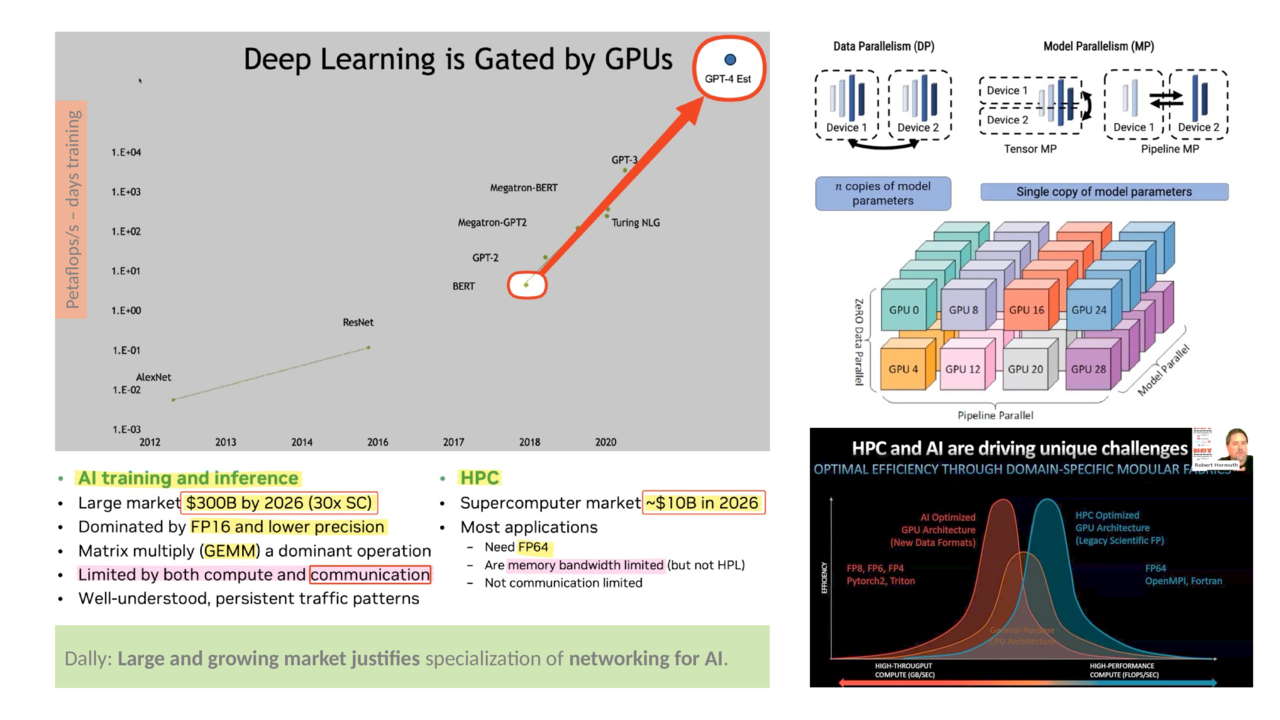 Deep Learning is Gated by GPUs
GPT-4 Est
Petaflops/s – days training
1.E+04
1.E+03
1.E+02
1.E+01
1.E+00
1.E-01
1.E-02
1.E-03
GPT-3
Megatron-BERT
Megatron-GPT2
Turing NLG
GPT-2
BERT
ResNet
AlexNet
2012
2013
2014
2016
2017
2018
2020
• AI training and inference
• Large market $300B by 2026 (30x SC)
• Dominated by FP16 and lower precision
• Matrix multiply (GEMM) a dominant operation
• Limited by both compute and communication
• Well-understood, persistent traffic patterns
• HPC
• Supercomputer market ~$10B in 2026
• Most applications
– Need FP64
– Are memory bandwidth limited (but not HPL)
– Not communication limited
Dally: Large and growing market justifies specialization of networking for AI.
Data Parallelism (DP)
Device 1
Device 2
Model Parallelism (MP)
Device 1
Device 2
Tensor MP
Device 1
Device 2
Pipeline MP
n copies of model
parameters
Single copy of model parameters
GPU 0
GPU 8
GPU 16
GPU 24
GPU 4
GPU 12
GPU 20
GPU 28
ZeRO Data Parallel
Pipeline Parallel
Model Parallel
HPC and AI are driving unique challenges
OPTIMAL EFFICIENCY THROUGH DOMAIN-SPECIFIC MODULAR FABRICS
HOT
Robert Hormuth
AI Optimized
GPU Architecture
(New Data Formats)
HPC Optimized
GPU Architecture
(Legacy Scientific FP)
FP8, FP6, FP4
Pytorch2, Triton
FP64
OpenMPI, Fortran
EFFICIENCY
General-Purpose
GPU Architecture
HIGH-THROUGPUT
COMPUTE (GB/SEC)
HIGH-PERFORMANCE
COMPUTE (FLOPS/SEC)